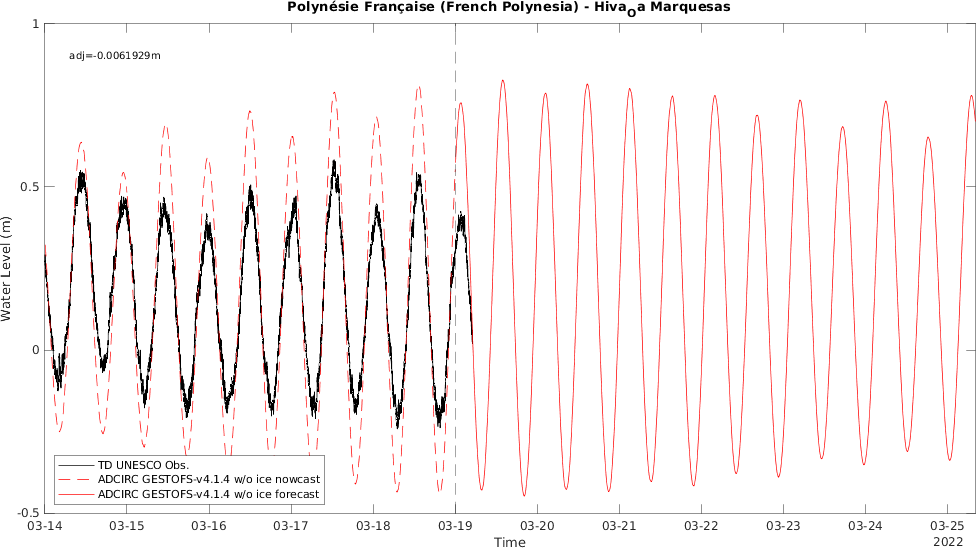 Polynésie Française (French Polynesia) - HivaOa Marquesas
1
adj=-0.0061929m
0.5
Water Level (m)
0
TD UNESCO Obs.
ADCIRC GESTOFS-v4.1.4 w/o ice nowcast
ADCIRC GESTOFS-v4.1.4 w/o ice forecast
-0.5
03-14 03-15 03-16 03-17 03-18 03-19 03-20 03-21 03-22 03-23 03-24 03-25
Time
2022